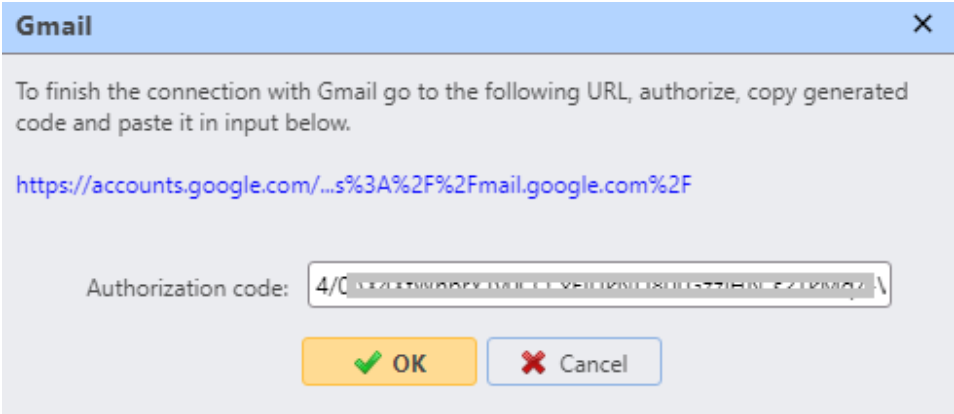 Gmail
To finish the connection with Gmail go to the following URL, authorize, copy generated
code and paste it in input below.
https://accounts.google.com/...s%3A%2F%2Fmail.google.com%2F
Authorization code:
OK
Cancel